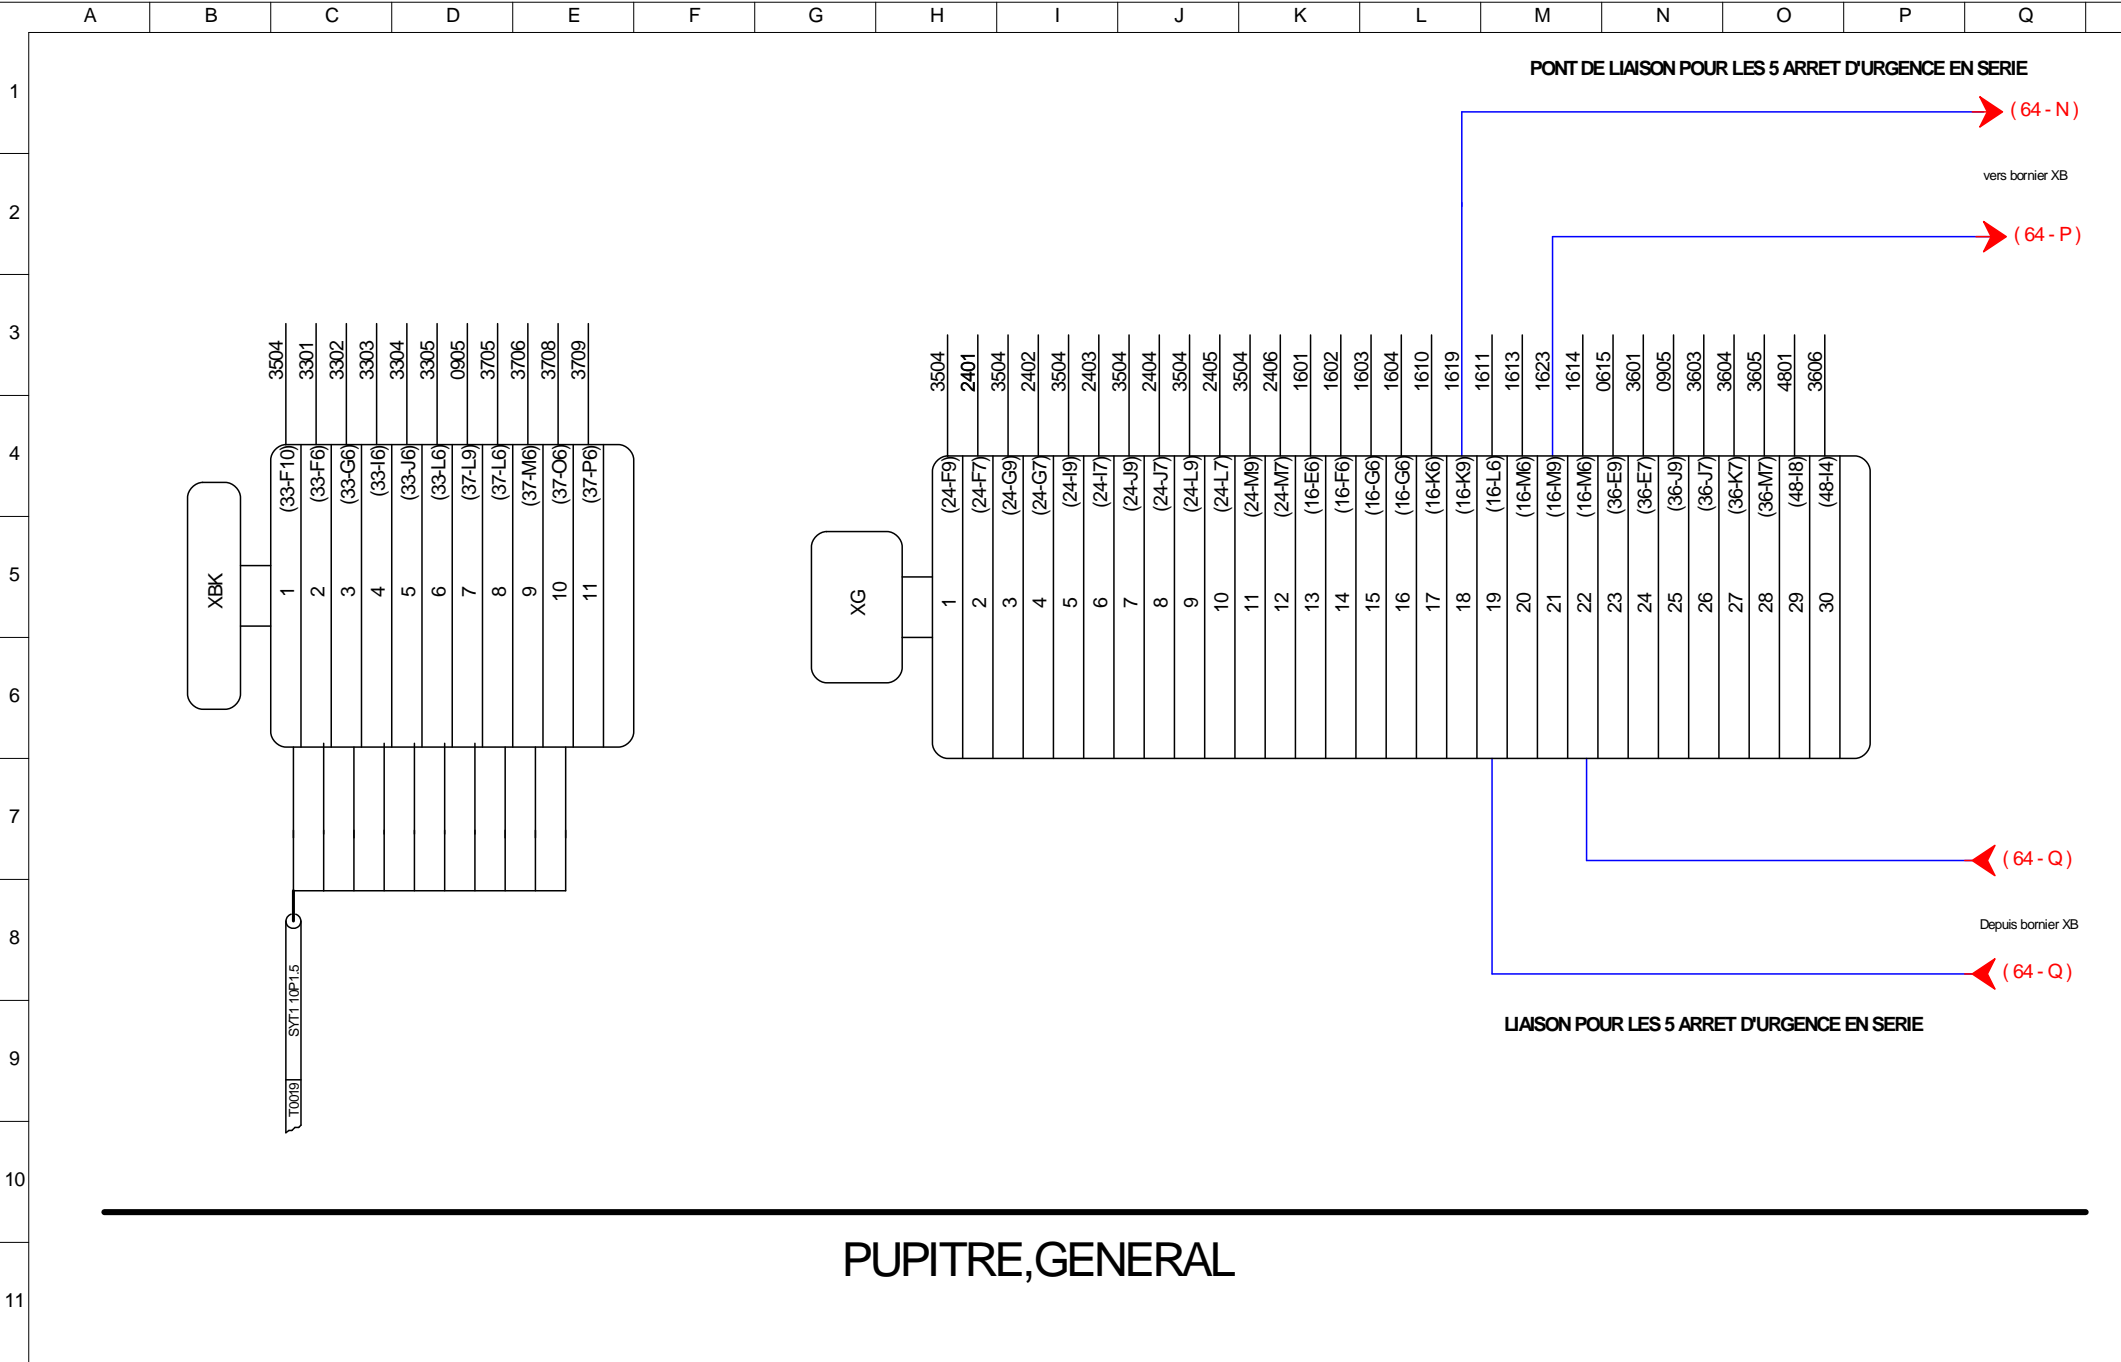 A B C D E F G H I J K L M N O P Q
1
2
3
4
5
6
7
8
9
10
11
PONT DE LIAISON POUR LES 5 ARRET D'URGENCE EN SERIE
( 64 - N )
vers bornier XB
( 64 - P )
3504 3301 3302 3303 3304 3305 0905 3705 3706 3708 3709
(33-F10) (33-F6) (33-G6) (33-I6) (33-J6) (33-L6) (37-L9) (37-L6) (37-M6) (37-O6) (37-P6)
XBK
1 2 3 4 5 6 7 8 9 10 11
3504 2401 3504 2402 3504 2403 3504 2404 3504 2405 3504 2406 1601 1602 1603 1604 1610 1619 1611 1613 1623 1614 0615 3601 0905 3603 3604 3605 4801 3606
(24-F9) (24-F7) (24-G9) (24-G7) (24-I9) (24-I7) (24-J9) (24-J7) (24-L9) (24-L7) (24-M9) (24-M7) (16-E6) (16-F6) (16-G6) (16-G6) (16-K6) (16-K9) (16-L6) (16-M6) (16-M9) (16-M6) (36-E9) (36-E7) (36-J9) (36-J7) (36-K7) (36-M7) (48-I8) (48-I4)
XG
1 2 3 4 5 6 7 8 9 10 11 12 13 14 15 16 17 18 19 20 21 22 23 24 25 26 27 28 29 30
( 64 - Q )
Depuis bornier XB
( 64 - Q )
LIAISON POUR LES 5 ARRET D'URGENCE EN SERIE
SYT1 10P1.5
T0019
PUPITRE,GENERAL